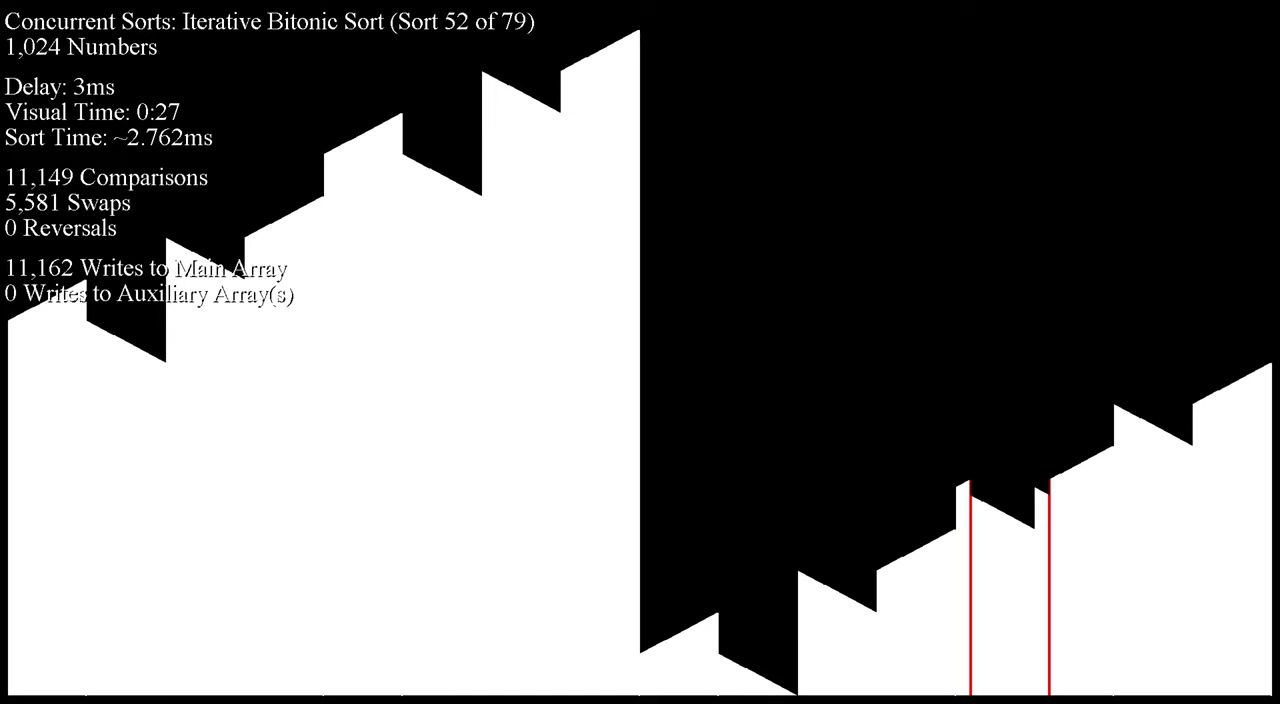 Concurrent Sorts: Iterative Bitonic Sort (Sort 52 of 79)
1,024 Numbers
Delay: 3ms
Visual Time: 0:27
Sort Time: ~2.762ms
11,149 Comparisons
5,581 Swaps
0 Reversals
11,162 Writes to Main Array
0 Writes to Auxiliary Array(s)